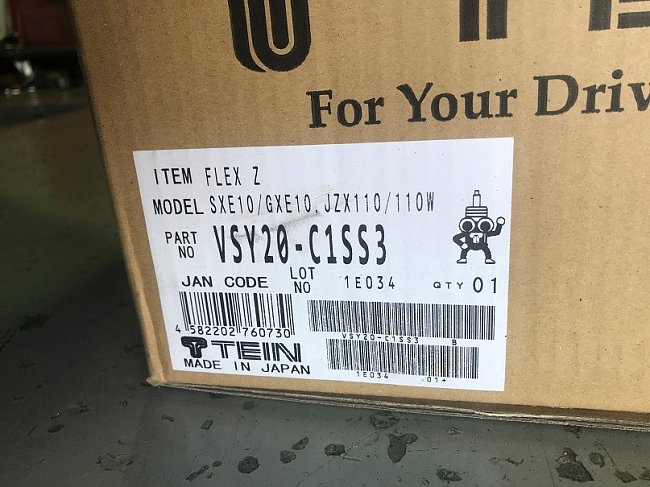 For Your Driv
ITEM FLEX Z
MODEL SXE10/GXE10, JZX110/110W
PART NO VSY20-C1SS3
JAN CODE LOT NO 1E034 QTY 01
4 582202 760730
VSY20-C1SS3 B
TEIN
MADE IN JAPAN
1E034 01+